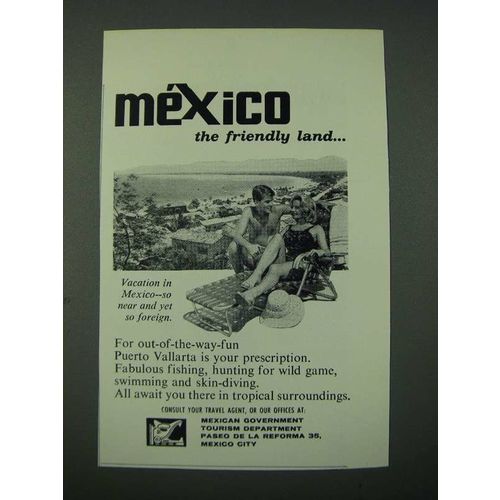 méxico
the friendly land...
Vacation in
Mexico--so
near and yet
so foreign.
For out-of-the-way-fun
Puerto Vallarta is your prescription.
Fabulous fishing, hunting for wild game,
swimming and skin-diving.
All await you there in tropical surroundings.
CONSULT YOUR TRAVEL AGENT, OR OUR OFFICES AT:
MEXICAN GOVERNMENT
TOURISM DEPARTMENT
PASEO DE LA REFORMA 35,
MEXICO CITY